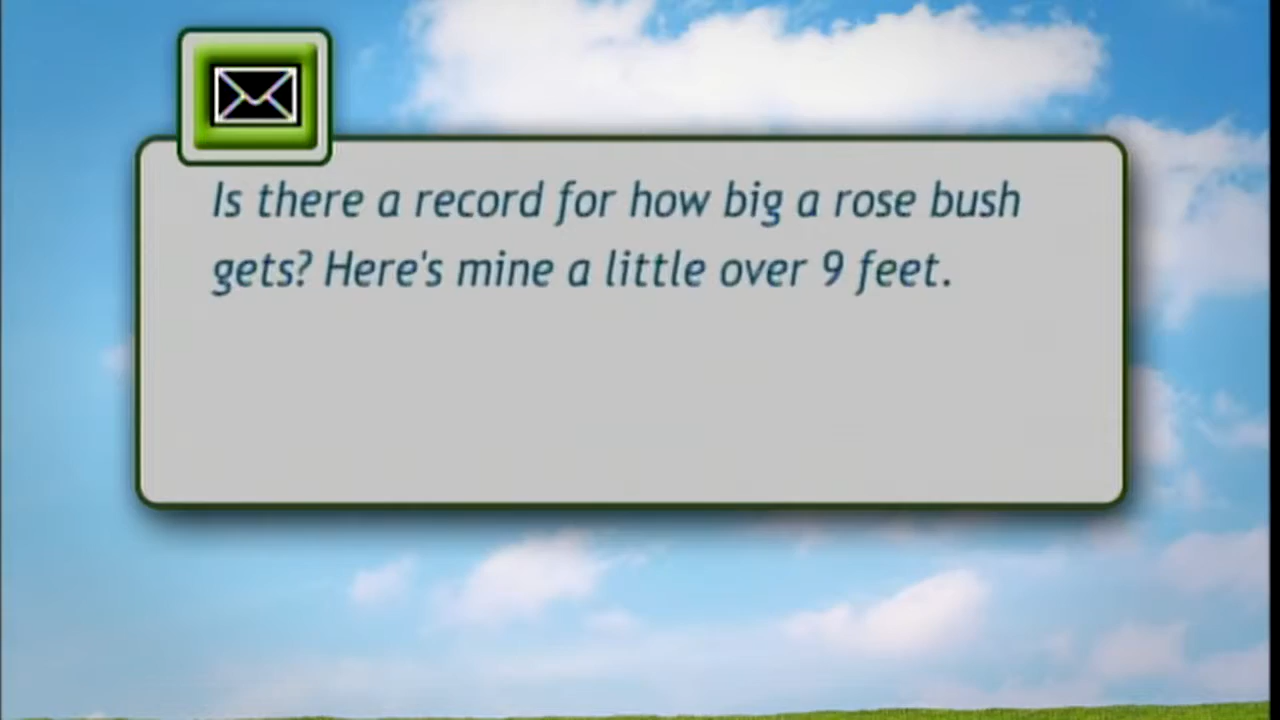 Is there a record for how big a rose bush
gets? Here's mine a little over 9 feet.